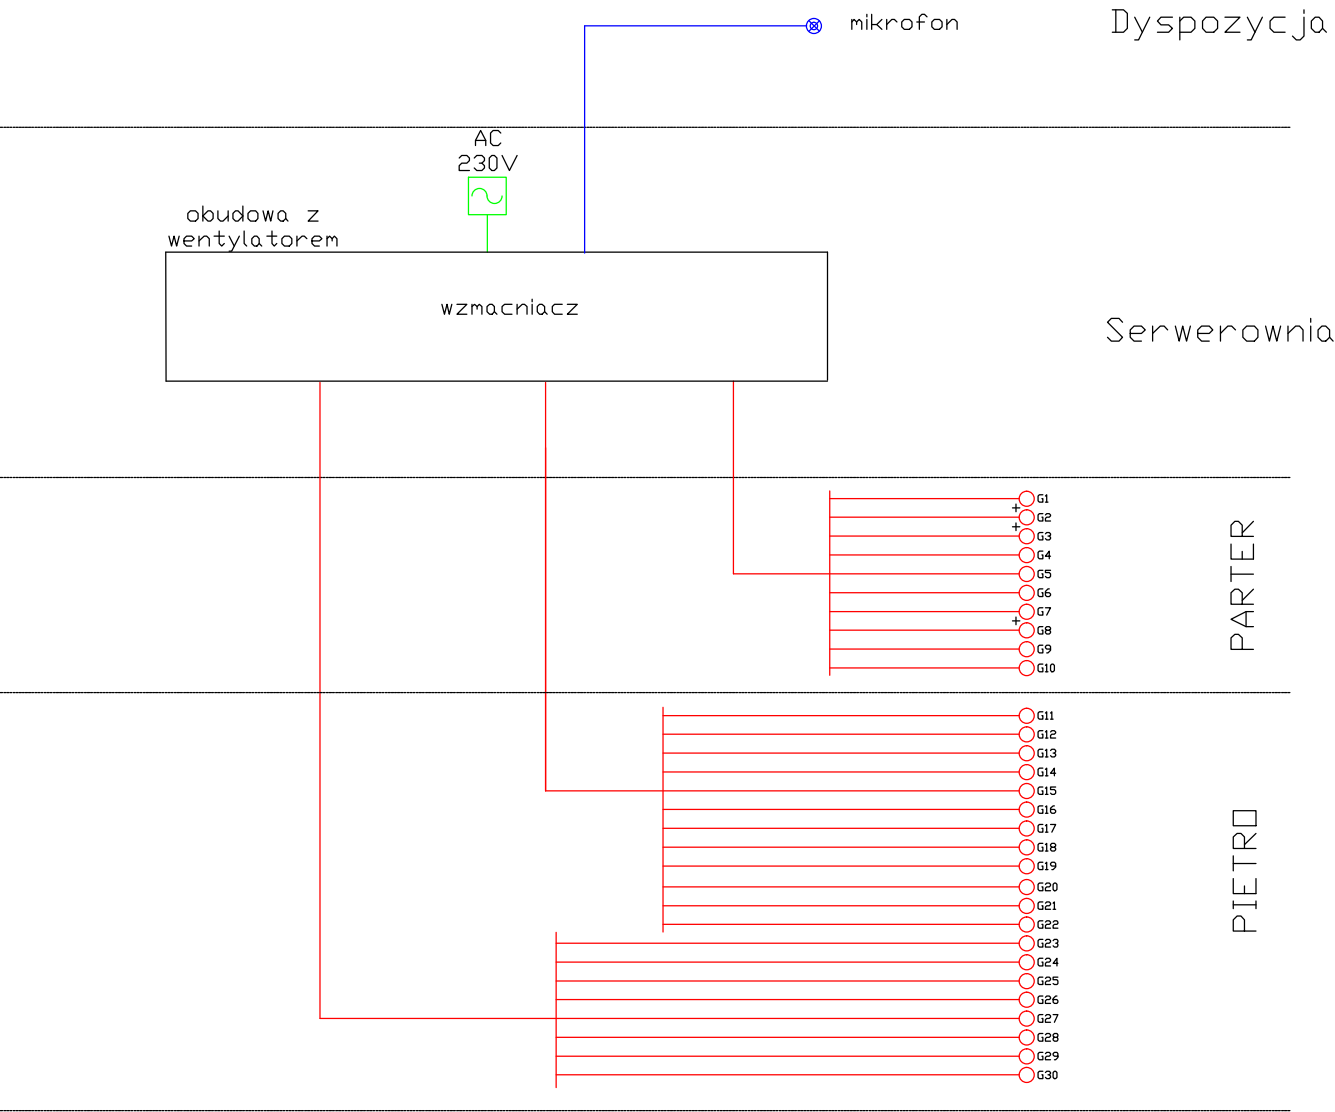 mikrofon
Dyspozycja
AC
230V
obudowa z
wentylatorem
wzmacniacz
Serwerownia
G1
+
G2
+
G3
G4
G5
G6
G7
+
G8
G9
G10
PARTER
G11
G12
G13
G14
G15
G16
G17
G18
G19
G20
G21
G22
G23
G24
G25
G26
G27
G28
G29
G30
PIETRO